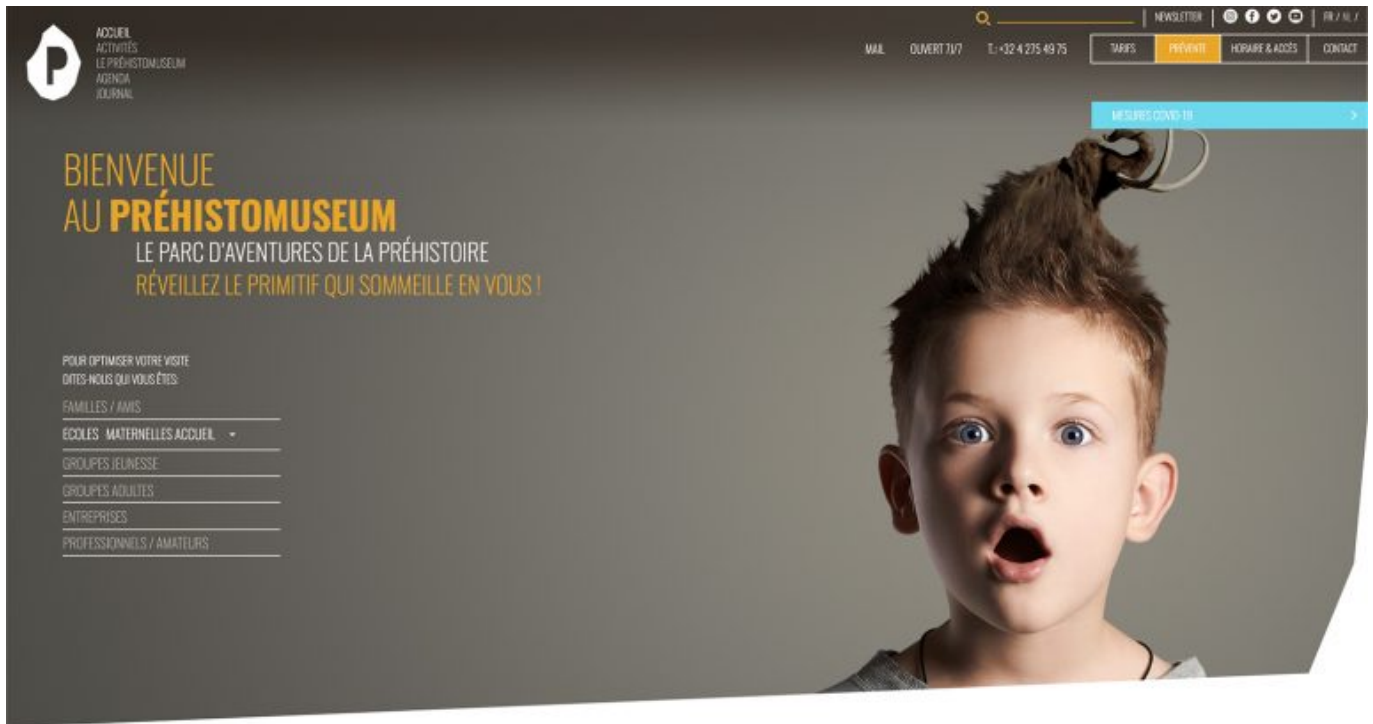 NEWSLETTER
FR / NL /
ACCUEIL
ACTIVITÉS
LE PRÉHISTOMUSEUM
AGENDA
JOURNAL
MAIL OUVERT 7J/7 T.: +32 4 275 49 75 TARIFS PRÉVENTE HORAIRE & ACCÈS CONTACT
MESURES COVID-19
BIENVENUE
AU PRÉHISTOMUSEUM
LE PARC D'AVENTURES DE LA PRÉHISTOIRE
RÉVEILLEZ LE PRIMITIF QUI SOMMEILLE EN VOUS !
POUR OPTIMISER VOTRE VISITE
DITES-NOUS QUI VOUS ÊTES:
FAMILLES / AMIS
ECOLES MATERNELLES ACCUEIL
GROUPES JEUNESSE
GROUPES ADULTES
ENTREPRISES
PROFESSIONNELS / AMATEURS